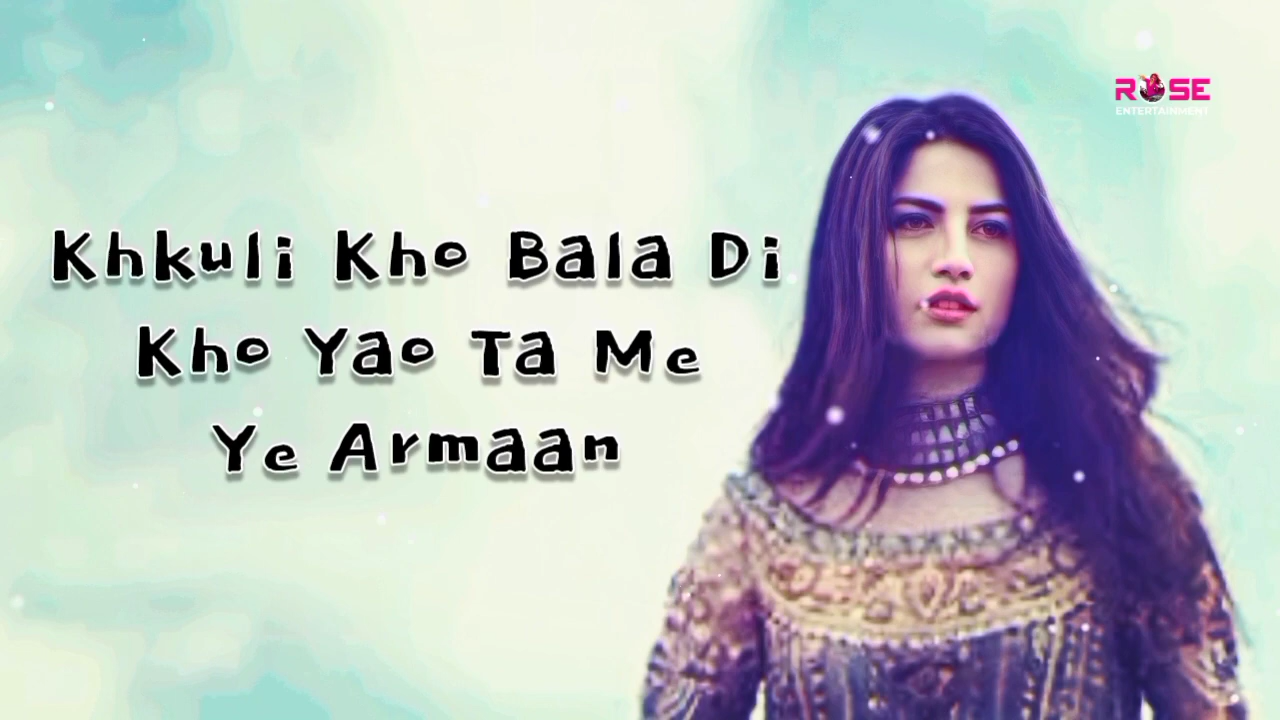 ROSE
ENTERTAINMENT
Khkuli Kho Bala Di
Kho Yao Ta Me
Ye Armaan